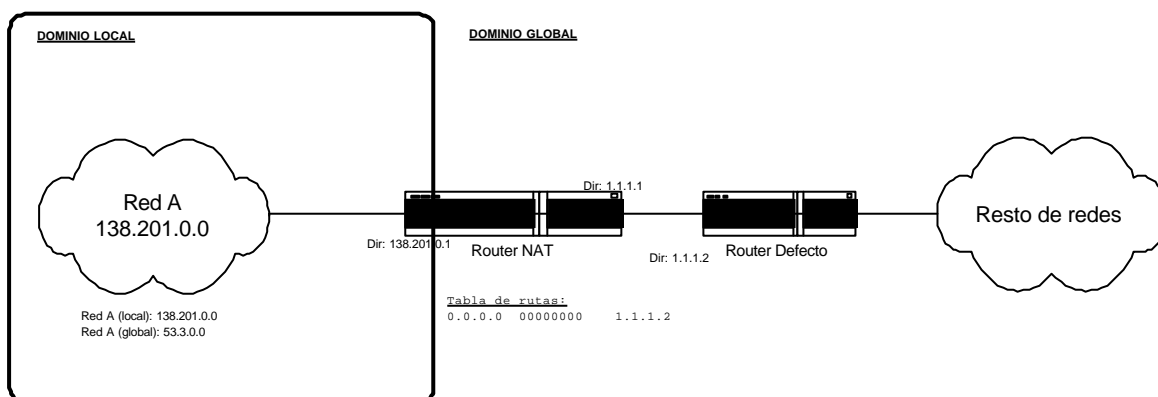 DOMINIO LOCAL
DOMINIO GLOBAL
Dir: 1.1.1.1
Red A
138.201.0.0
Resto de redes
Dir: 138.201.0.1
Router NAT
Dir: 1.1.1.2
Router Defecto
Tabla de rutas:
0.0.0.0 00000000 1.1.1.2
Red A (local): 138.201.0.0
Red A (global): 53.3.0.0